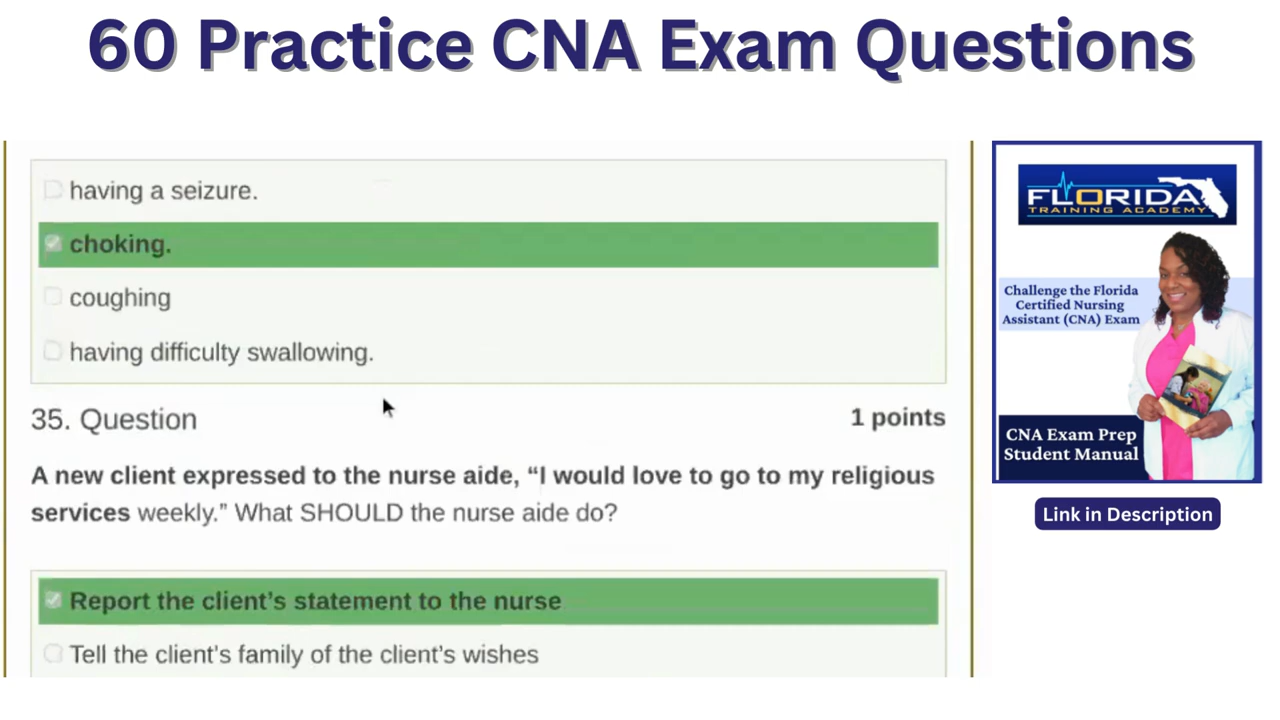 60 Practice CNA Exam Questions
having a seizure.
choking.
coughing
having difficulty swallowing.
35. Question
1 points
A new client expressed to the nurse aide, “I would love to go to my religious
services weekly.” What SHOULD the nurse aide do?
Report the client’s statement to the nurse
Tell the client’s family of the client’s wishes
FLORIDA
TRAINING ACADEMY
Challenge the Florida
Certified Nursing
Assistant (CNA) Exam
CNA Exam Prep
Student Manual
Link in Description